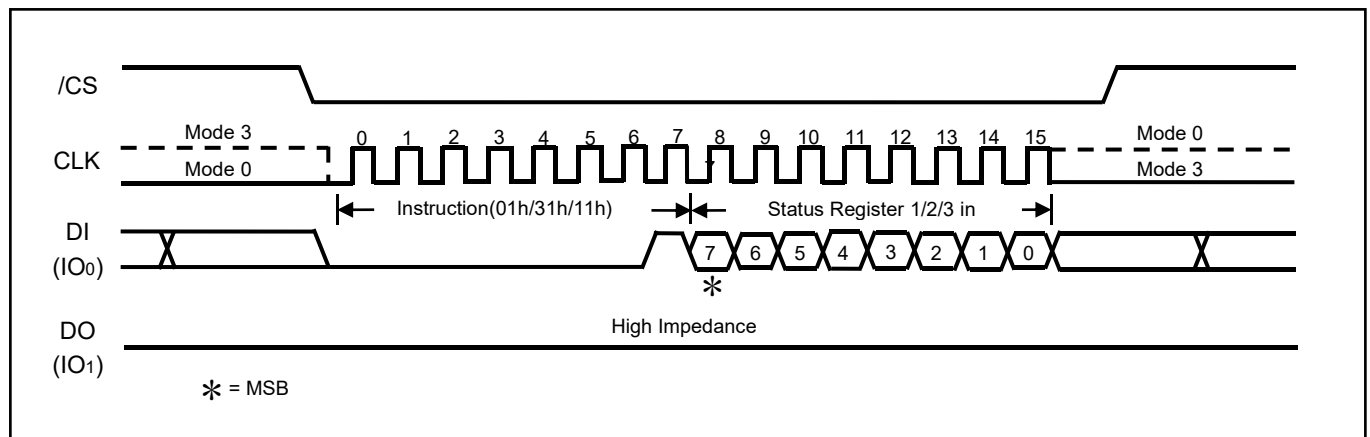 /CS
Mode 3
Mode 0
CLK
0 1 2 3 4 5 6 7 8 9 10 11 12 13 14 15
7
Mode 0
Mode 3
Instruction(01h/31h/11h)
Status Register 1/2/3 in
DI
(IO0)
7 6 5 4 3 2 1 0
*
DO
(IO1)
High Impedance
* = MSB